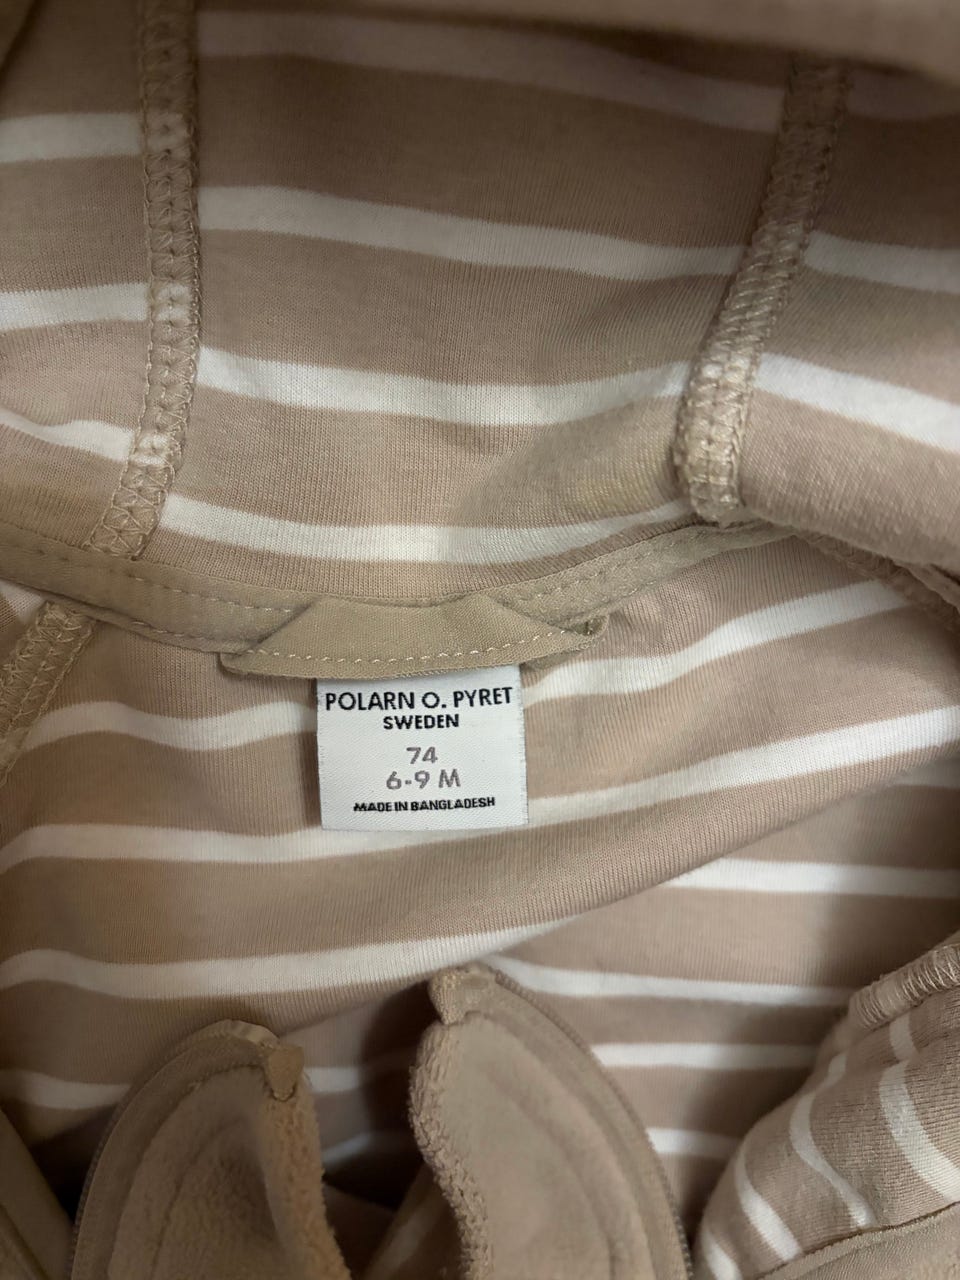 POLARN O. PYRET
SWEDEN
74
6-9 M
MADE IN BANGLADESH